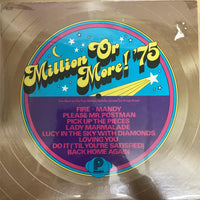 Million Or
More! '75
FIRE - MANDY
PLEASE MR. POSTMAN
PICK UP THE PIECES
LADY MARMALADE
LUCY IN THE SKY WITH DIAMONDS
LOVING YOU
DO IT ('TIL YOU'RE SATISFIED)
BACK HOME AGAIN